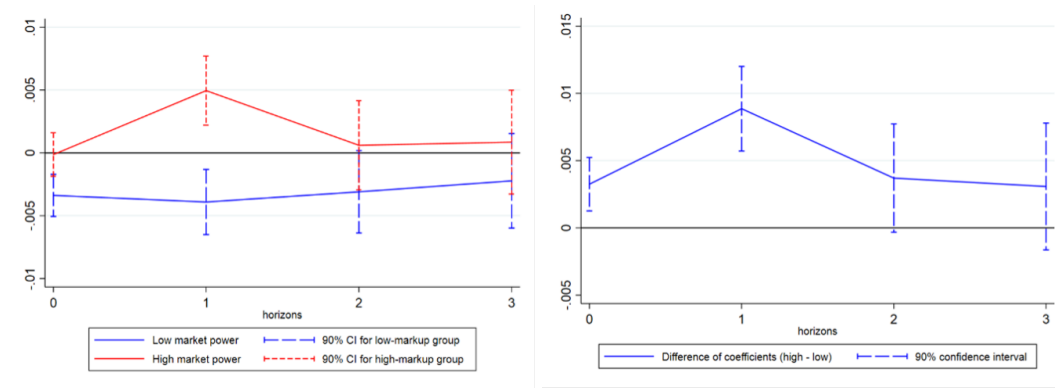 .01
.005
0
-.005
-.01
0 1 2 3
horizons
Low market power 90% CI for low-markup group
High market power 90% CI for high-markup group
.015
.01
.005
0
-.005
0 1 2 3
horizons
Difference of coefficients (high - low) 90% confidence interval